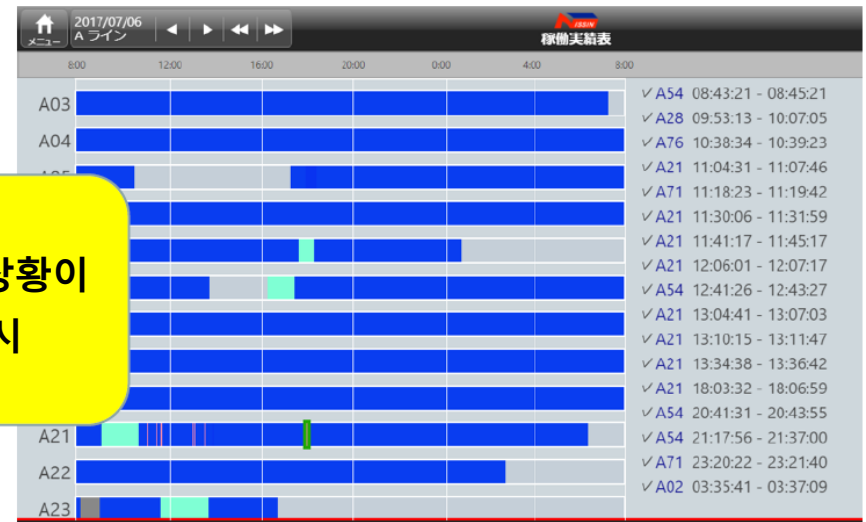 2017/07/06
A ライン
メニュー
NISSIN
稼働実績表
8:00 12:00 16:00 20:00 0:00 4:00 8:00
A03
A04
상황이
시
A21
A22
A23
✓ A54 08:43:21 - 08:45:21
✓ A28 09:53:13 - 10:07:05
✓ A76 10:38:34 - 10:39:23
✓ A21 11:04:31 - 11:07:46
✓ A71 11:18:23 - 11:19:42
✓ A21 11:30:06 - 11:31:59
✓ A21 11:41:17 - 11:45:17
✓ A21 12:06:01 - 12:07:17
✓ A54 12:41:26 - 12:43:27
✓ A21 13:04:41 - 13:07:03
✓ A21 13:10:15 - 13:11:47
✓ A21 13:34:38 - 13:36:42
✓ A21 18:03:32 - 18:06:59
✓ A54 20:41:31 - 20:43:55
✓ A54 21:17:56 - 21:37:00
✓ A71 23:20:22 - 23:21:40
✓ A02 03:35:41 - 03:37:09